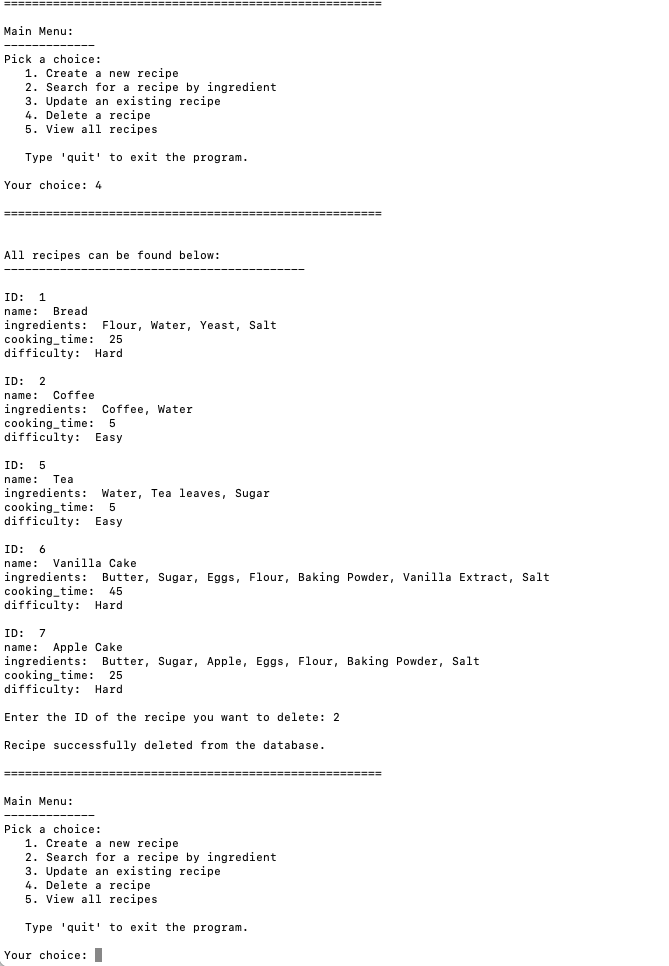 ======================================================
Main Menu:
-------------
Pick a choice:
   1. Create a new recipe
   2. Search for a recipe by ingredient
   3. Update an existing recipe
   4. Delete a recipe
   5. View all recipes
   Type 'quit' to exit the program.
Your choice: 4
======================================================
All recipes can be found below:
-------------------------------------------
ID:  1
name:  Bread
ingredients:  Flour, Water, Yeast, Salt
cooking_time:  25
difficulty:  Hard
ID:  2
name:  Coffee
ingredients:  Coffee, Water
cooking_time:  5
difficulty:  Easy
ID:  5
name:  Tea
ingredients:  Water, Tea leaves, Sugar
cooking_time:  5
difficulty:  Easy
ID:  6
name:  Vanilla Cake
ingredients:  Butter, Sugar, Eggs, Flour, Baking Powder, Vanilla Extract, Salt
cooking_time:  45
difficulty:  Hard
ID:  7
name:  Apple Cake
ingredients:  Butter, Sugar, Apple, Eggs, Flour, Baking Powder, Salt
cooking_time:  25
difficulty:  Hard
Enter the ID of the recipe you want to delete: 2
Recipe successfully deleted from the database.
======================================================
Main Menu:
-------------
Pick a choice:
   1. Create a new recipe
   2. Search for a recipe by ingredient
   3. Update an existing recipe
   4. Delete a recipe
   5. View all recipes
   Type 'quit' to exit the program.
Your choice: